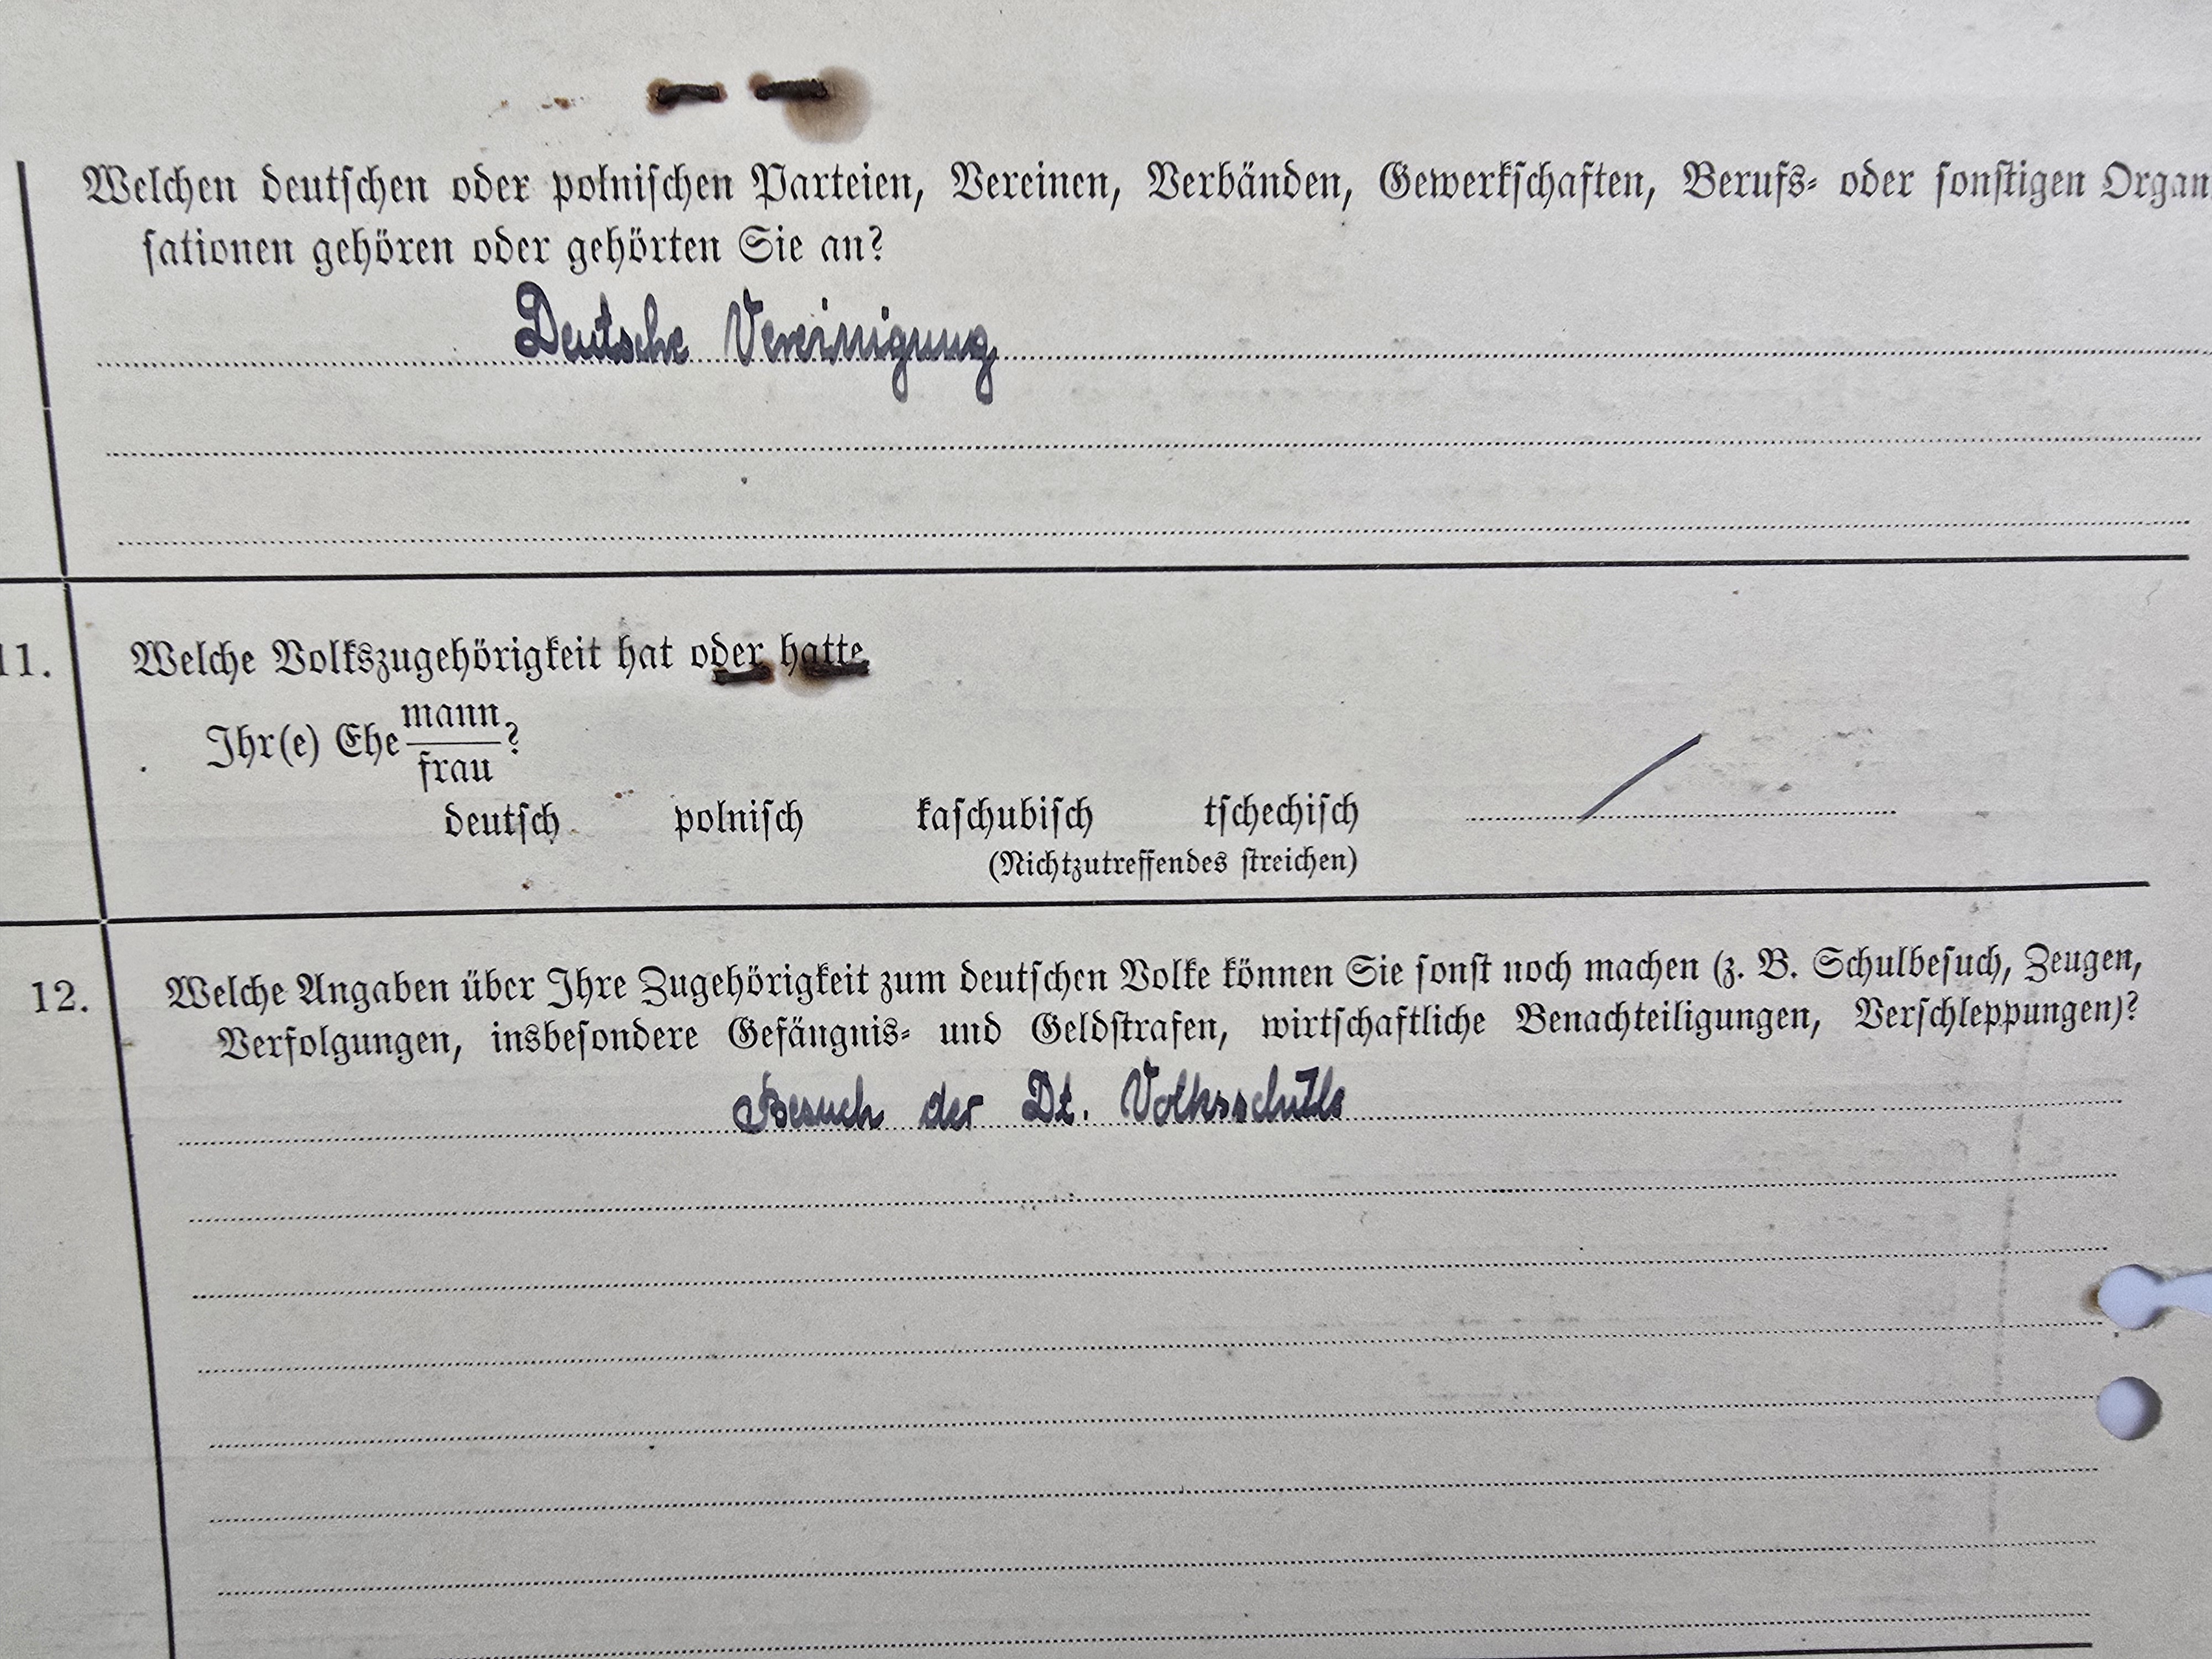 Welchen deutschen oder polnischen Parteien, Vereinen, Verbänden, Gewerkschaften, Berufs- oder sonstigen Organ
sationen gehören oder gehörten Sie an?
Deutsche Vereinigung
11. Welche Volkszugehörigkeit hat oder hatte
mann
Ihr(e) Ehe ?
frau
deutsch polnisch kaschubisch tschechisch
(Nichtzutreffendes streichen)
12. Welche Angaben über Ihre Zugehörigkeit zum deutschen Volke können Sie sonst noch machen (z. B. Schulbesuch, Zeugen,
Verfolgungen, insbesondere Gefängnis- und Geldstrafen, wirtschaftliche Benachteiligungen, Verschleppungen)?
Besuch der Dt. Volksschule